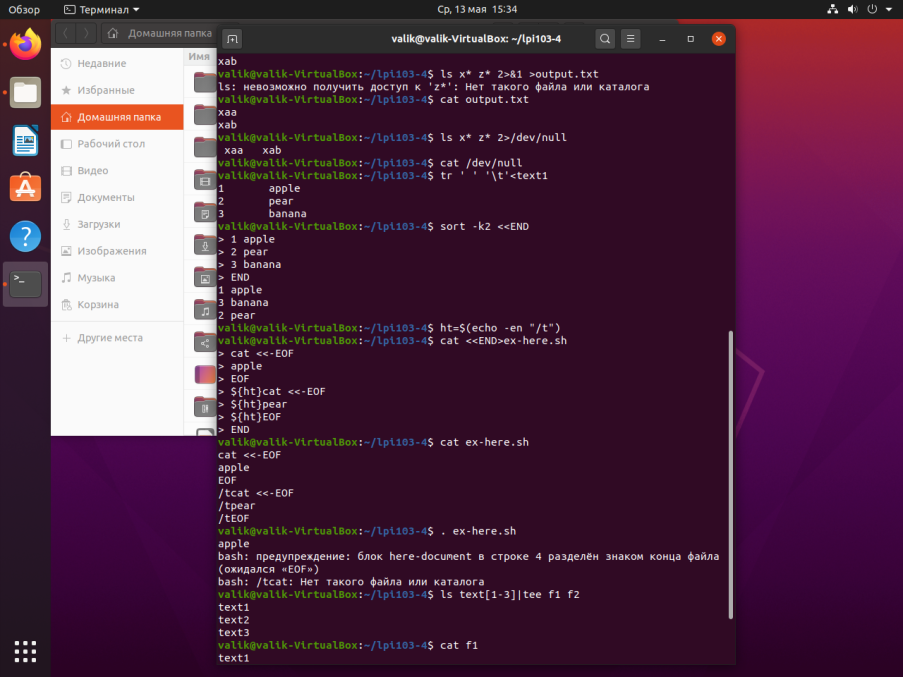 Обзор
Терминал
Ср, 13 мая 15:34
Домашняя папка
Имя
Недавние
Избранные
Домашняя папка
Рабочий стол
Видео
Документы
Загрузки
Изображения
Музыка
Корзина
Другие места
valik@valik-VirtualBox: ~/lpi103-4
xab
valik@valik-VirtualBox:~/lpi103-4$ ls x* z* 2>&1 >output.txt
ls: невозможно получить доступ к 'z*': Нет такого файла или каталога
valik@valik-VirtualBox:~/lpi103-4$ cat output.txt
xaa
xab
valik@valik-VirtualBox:~/lpi103-4$ ls x* z* 2>/dev/null
xaa xab
valik@valik-VirtualBox:~/lpi103-4$ cat /dev/null
valik@valik-VirtualBox:~/lpi103-4$ tr ' ' '\t'<text1
1 apple
2 pear
3 banana
valik@valik-VirtualBox:~/lpi103-4$ sort -k2 <<END
> 1 apple
> 2 pear
> 3 banana
> END
1 apple
3 banana
2 pear
valik@valik-VirtualBox:~/lpi103-4$ ht=$(echo -en "/t")
valik@valik-VirtualBox:~/lpi103-4$ cat <<END>ex-here.sh
> cat <<-EOF
> apple
> EOF
> ${ht}cat <<-EOF
> ${ht}pear
> ${ht}EOF
> END
valik@valik-VirtualBox:~/lpi103-4$ cat ex-here.sh
cat <<-EOF
apple
EOF
/tcat <<-EOF
/tpear
/tEOF
valik@valik-VirtualBox:~/lpi103-4$ . ex-here.sh
apple
bash: предупреждение: блок here-document в строке 4 разделён знаком конца файла
(ожидался «EOF»)
bash: /tcat: Нет такого файла или каталога
valik@valik-VirtualBox:~/lpi103-4$ ls text[1-3]|tee f1 f2
text1
text2
text3
valik@valik-VirtualBox:~/lpi103-4$ cat f1
text1